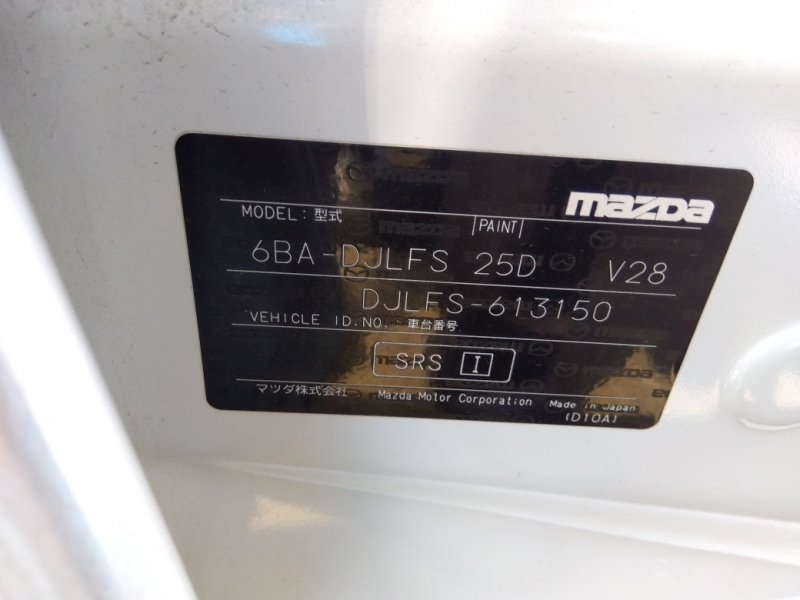 mazda
MODEL: 型式 PAINT
6BA-DJLFS 25D V28
DJLFS-613150
VEHICLE ID.NO. 車台番号
SRS I
マツダ株式会社 Mazda Motor Corporation Made in Japan
(D10A)